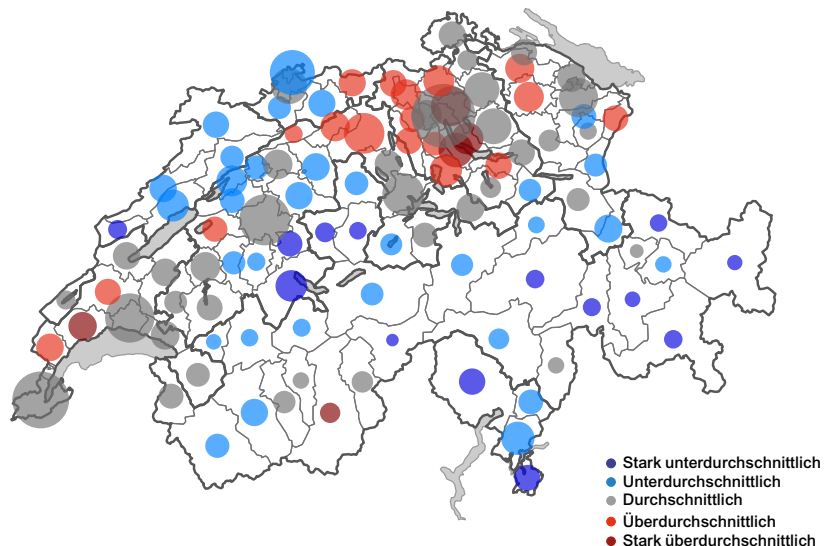 Stark unterdurchschnittlich
Unterdurchschnittlich
Durchschnittlich
Überdurchschnittlich
Stark überdurchschnittlich